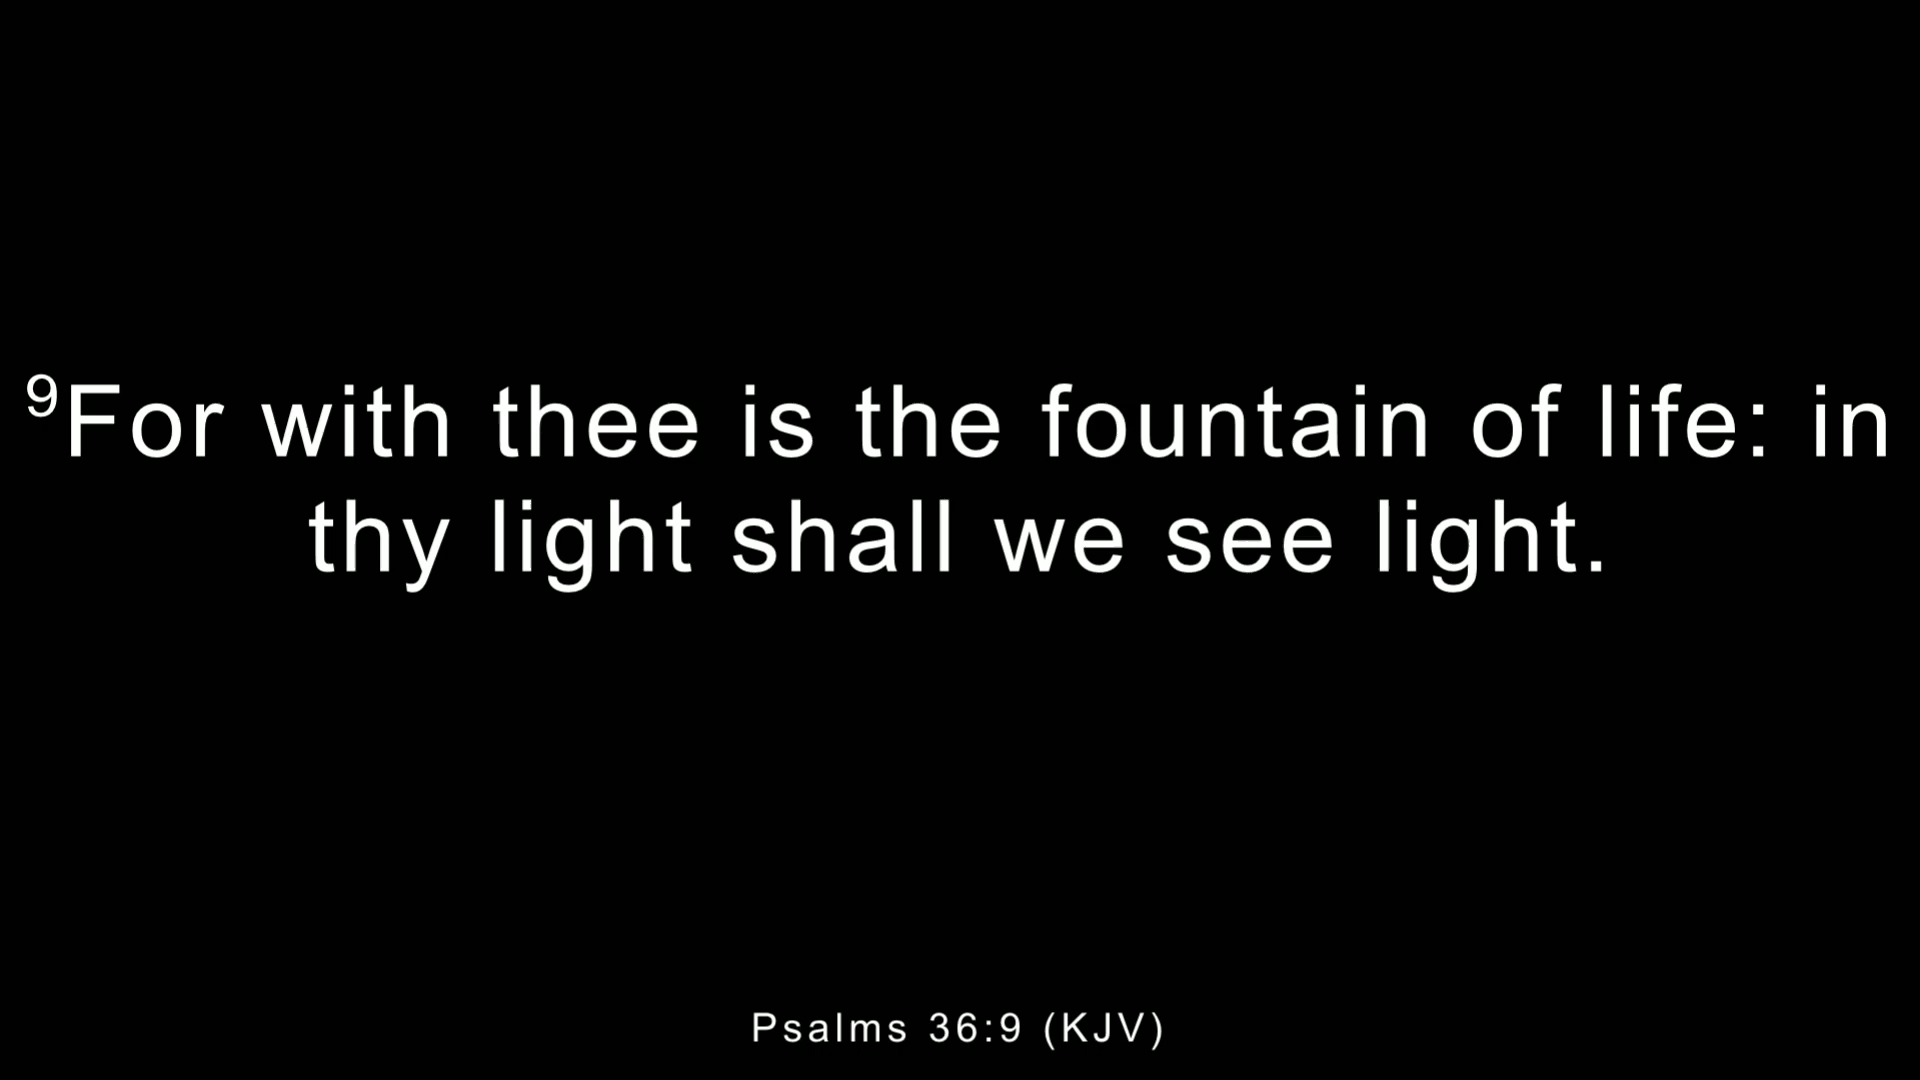 ⁹For with thee is the fountain of life: in
thy light shall we see light.
Psalms 36:9 (KJV)